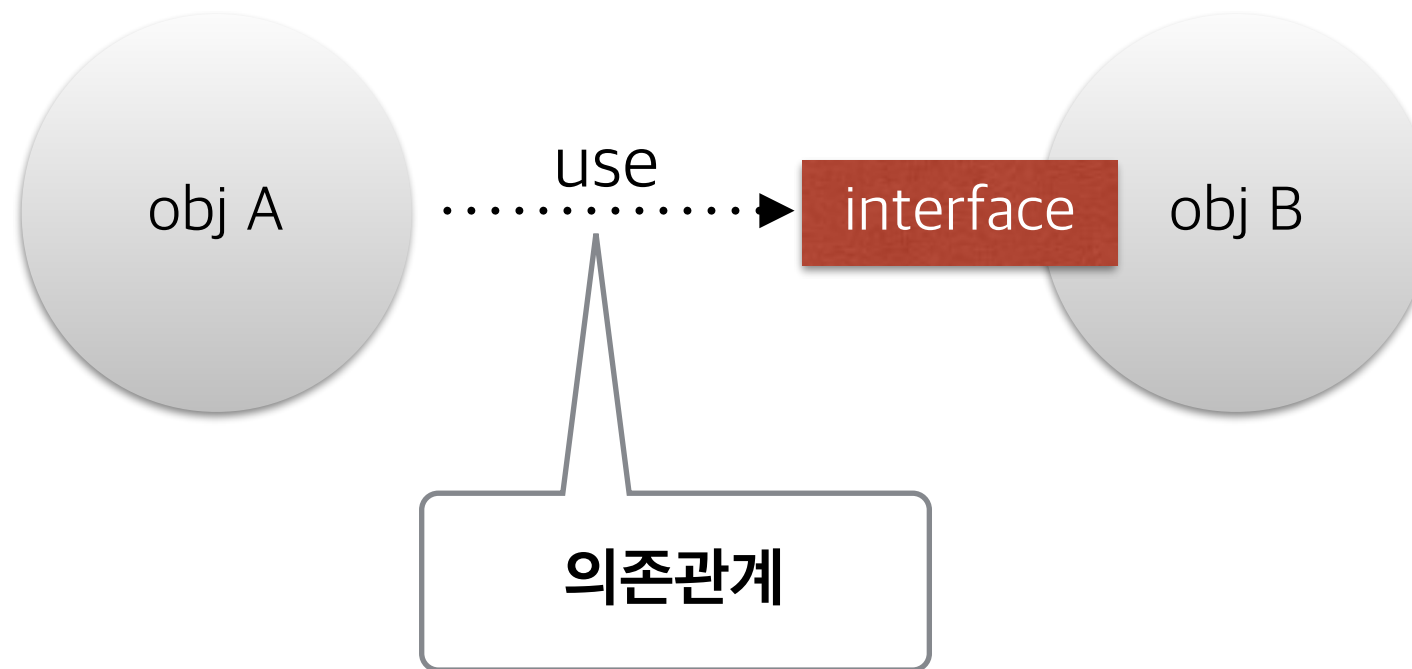 use
obj A
interface
obj B
의존관계